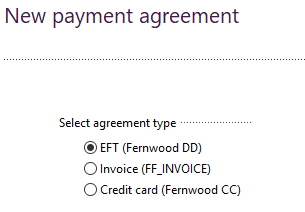 New payment agreement
Select agreement type
EFT (Fernwood DD)
Invoice (FF_INVOICE)
Credit card (Fernwood CC)